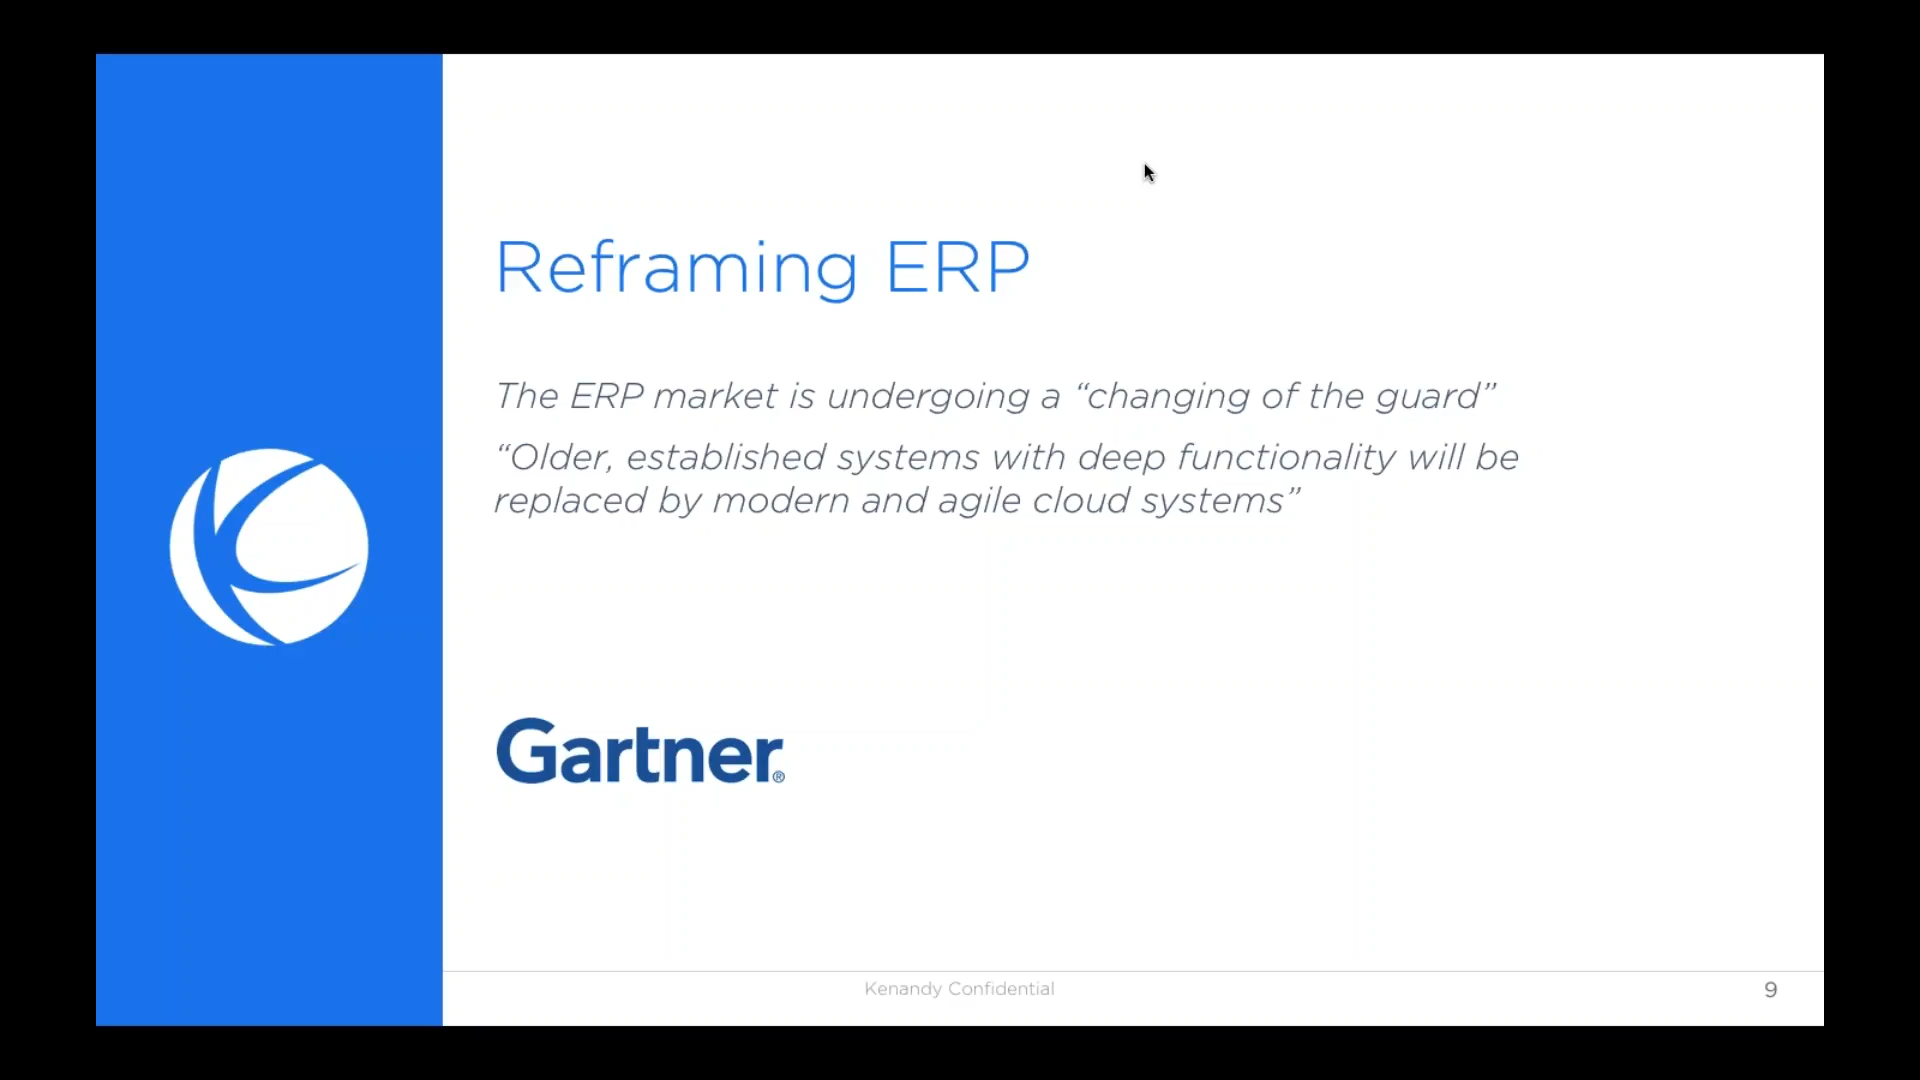 Reframing ERP
The ERP market is undergoing a “changing of the guard”
“Older, established systems with deep functionality will be
replaced by modern and agile cloud systems”
Gartner®
Kenandy Confidential
9